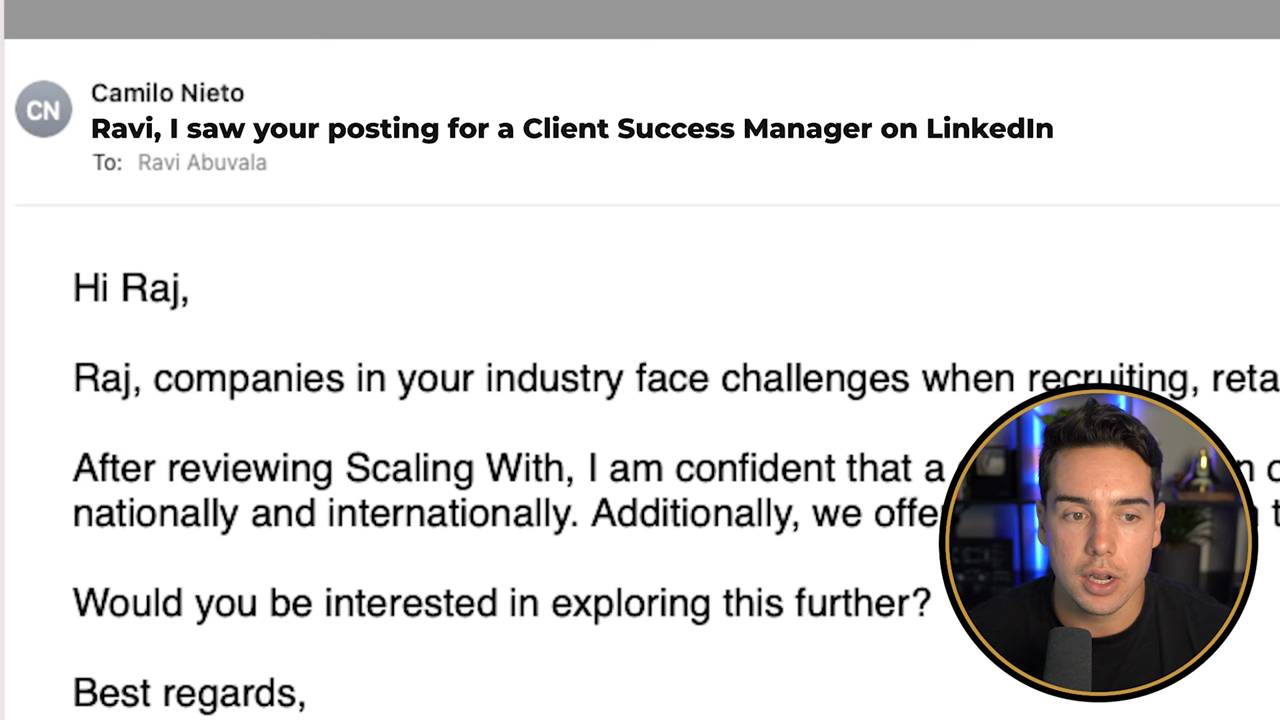 CN
Camilo Nieto
Ravi, I saw your posting for a Client Success Manager on LinkedIn
To: Ravi Abuvala
Hi Raj,
Raj, companies in your industry face challenges when recruiting,
After reviewing Scaling With, I am confident that a
nationally and internationally. Additionally, we
Would you be interested in exploring this further?
Best regards,